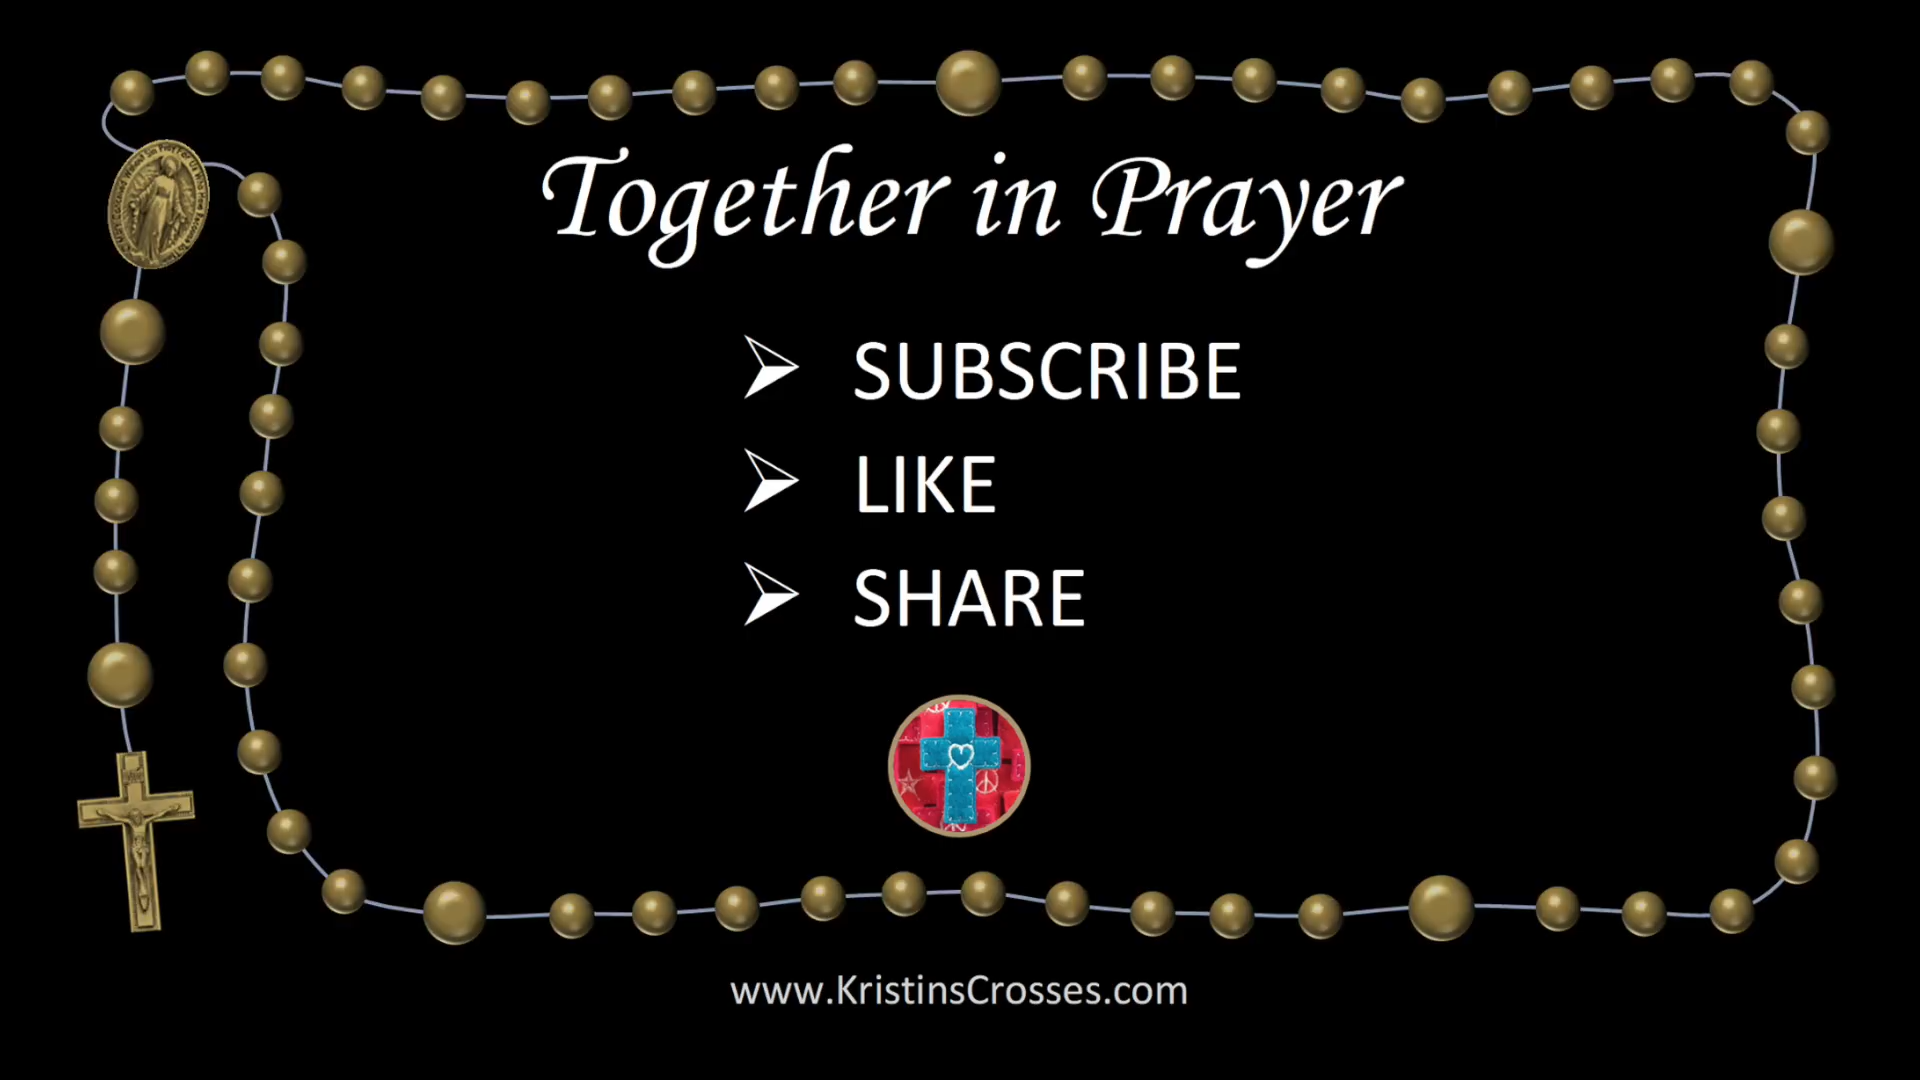 Together in Prayer
SUBSCRIBE
LIKE
SHARE
www.KristinsCrosses.com